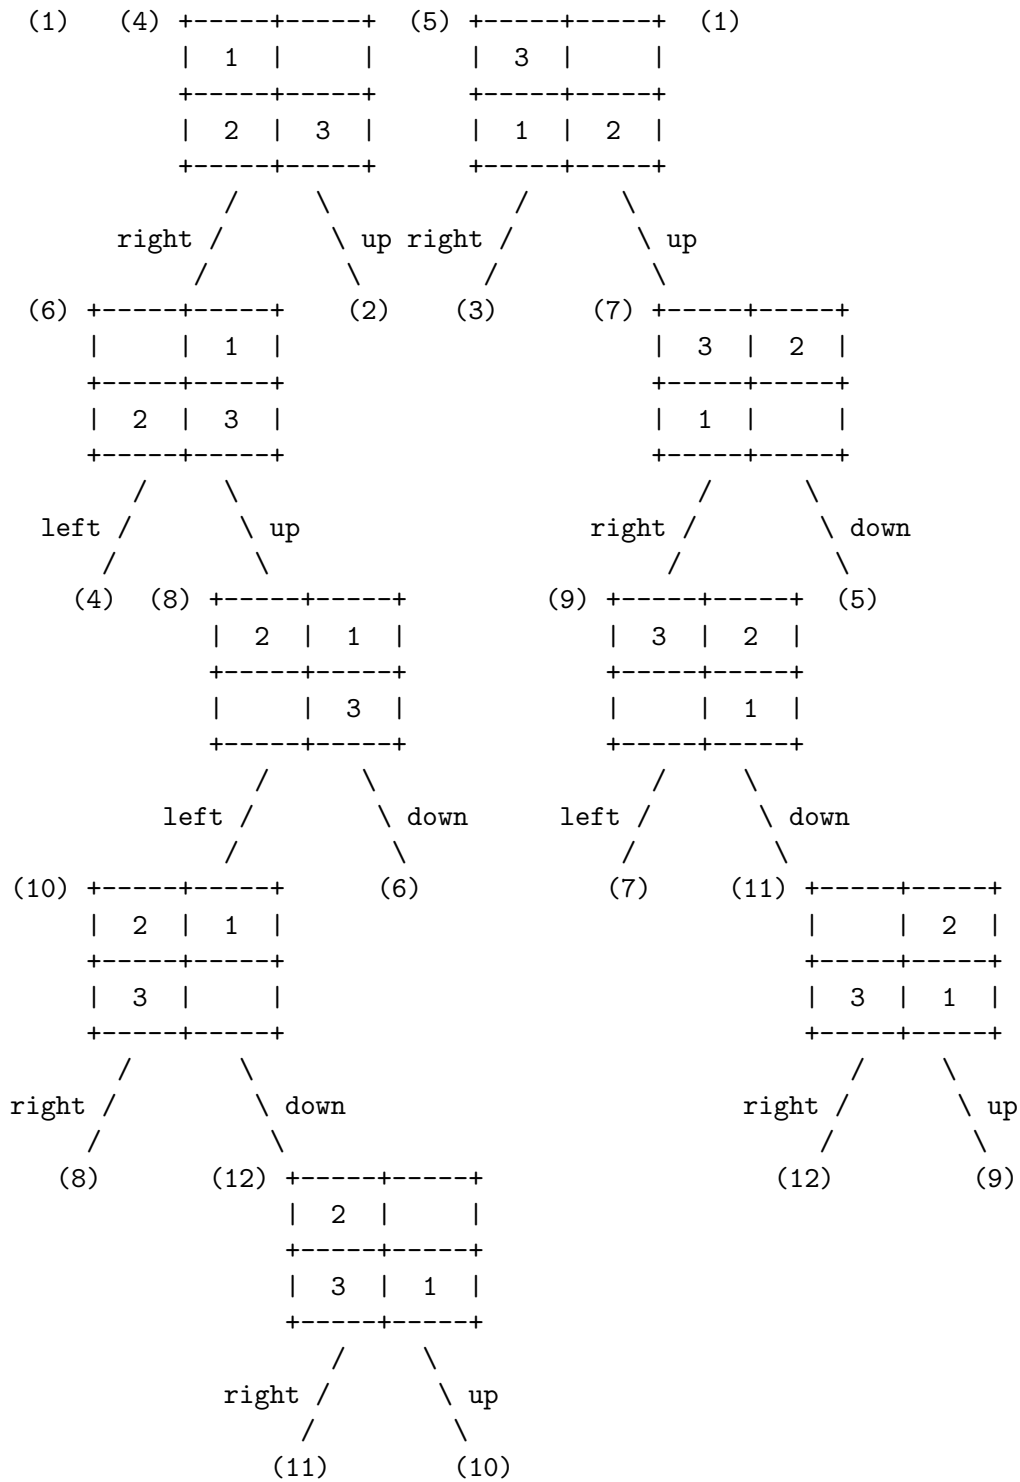 (1)   (4) +-----+-----+  (5) +-----+-----+  (1)
          |  1  |     |      |  3  |     |
          +-----+-----+      +-----+-----+
          |  2  |  3  |      |  1  |  2  |
          +-----+-----+      +-----+-----+
             /     \            /      \
      right /       \ up right /        \ up
           /         \        /          \
(6) +-----+-----+    (2)    (3)      (7) +-----+-----+
    |     |  1  |                        |  3  |  2  |
    +-----+-----+                        +-----+-----+
    |  2  |  3  |                        |  1  |     |
    +-----+-----+                        +-----+-----+
       /     \                              /      \
 left /       \ up                   right /        \ down
     /         \                          /          \
   (4)  (8) +-----+-----+         (9) +-----+-----+  (5)
            |  2  |  1  |             |  3  |  2  |
            +-----+-----+             +-----+-----+
            |     |  3  |             |     |  1  |
            +-----+-----+             +-----+-----+
               /      \                  /     \
         left /        \ down      left /       \ down
             /          \              /         \
(10) +-----+-----+      (6)          (7)     (11) +-----+-----+
     |  2  |  1  |                                |     |  2  |
     +-----+-----+                                +-----+-----+
     |  3  |     |                                |  3  |  1  |
     +-----+-----+                                +-----+-----+
       /       \                                     /     \
right /         \ down                        right /       \ up
     /           \                                 /         \
   (8)     (12) +-----+-----+                   (12)         (9)
                |  2  |     |
                +-----+-----+
                |  3  |  1  |
                +-----+-----+
                   /     \
            right /       \ up
                 /         \
               (11)        (10)